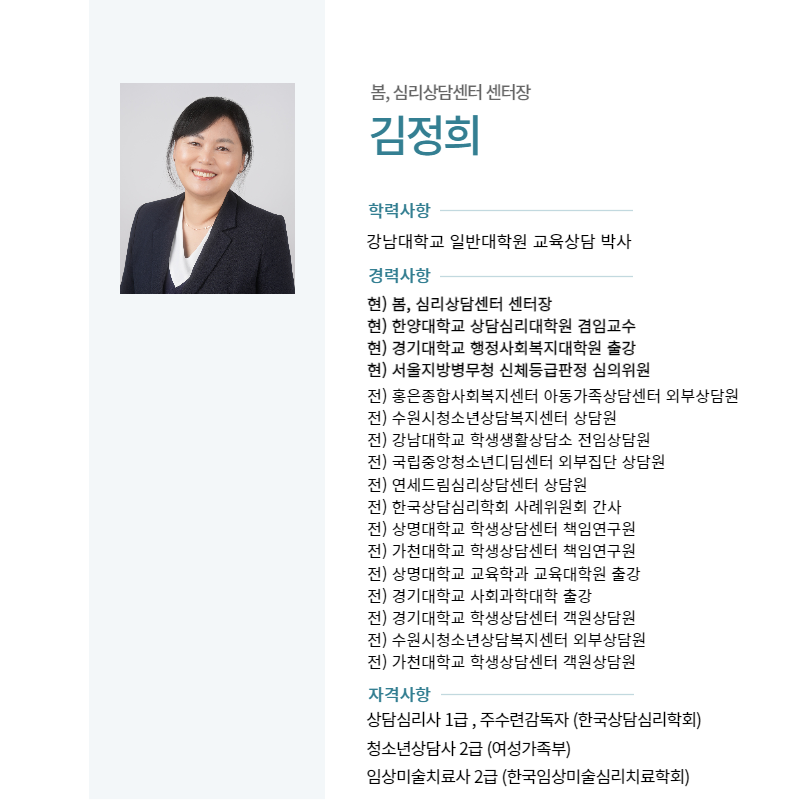 봄, 심리상담센터 센터장
김정희
학력사항
강남대학교 일반대학원 교육상담 박사
경력사항
현) 봄, 심리상담센터 센터장
현) 한양대학교 상담심리대학원 겸임교수
현) 경기대학교 행정사회복지대학원 출강
현) 서울지방병무청 신체등급판정 심의위원
전) 홍은종합사회복지센터 아동가족상담센터 외부상담원
전) 수원시청소년상담복지센터 상담원
전) 강남대학교 학생생활상담소 전임상담원
전) 국립중앙청소년디딤센터 외부집단 상담원
전) 연세드림심리상담센터 상담원
전) 한국상담심리학회 사례위원회 간사
전) 상명대학교 학생상담센터 책임연구원
전) 가천대학교 학생상담센터 책임연구원
전) 상명대학교 교육학과 교육대학원 출강
전) 경기대학교 사회과학대학 출강
전) 경기대학교 학생상담센터 객원상담원
전) 수원시청소년상담복지센터 외부상담원
전) 가천대학교 학생상담센터 객원상담원
자격사항
상담심리사 1급 , 주수련감독자 (한국상담심리학회)
청소년상담사 2급 (여성가족부)
임상미술치료사 2급 (한국임상미술심리치료학회)